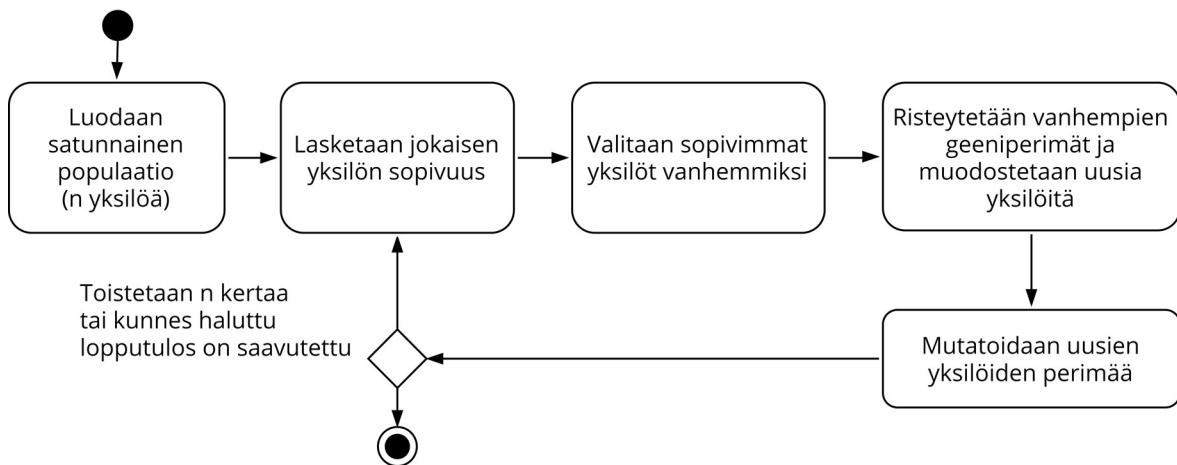 Luodaan
satunnainen
populaatio
(n yksilöä)
Lasketaan jokaisen
yksilön sopivuus
Valitaan sopivimmat
yksilöt vanhemmiksi
Risteytetään vanhempien
geeniperimät ja
muodostetaan uusia
yksilöitä
Toistetaan n kertaa
tai kunnes haluttu
lopputulos on saavutettu
Mutatoidaan uusien
yksilöiden perimää